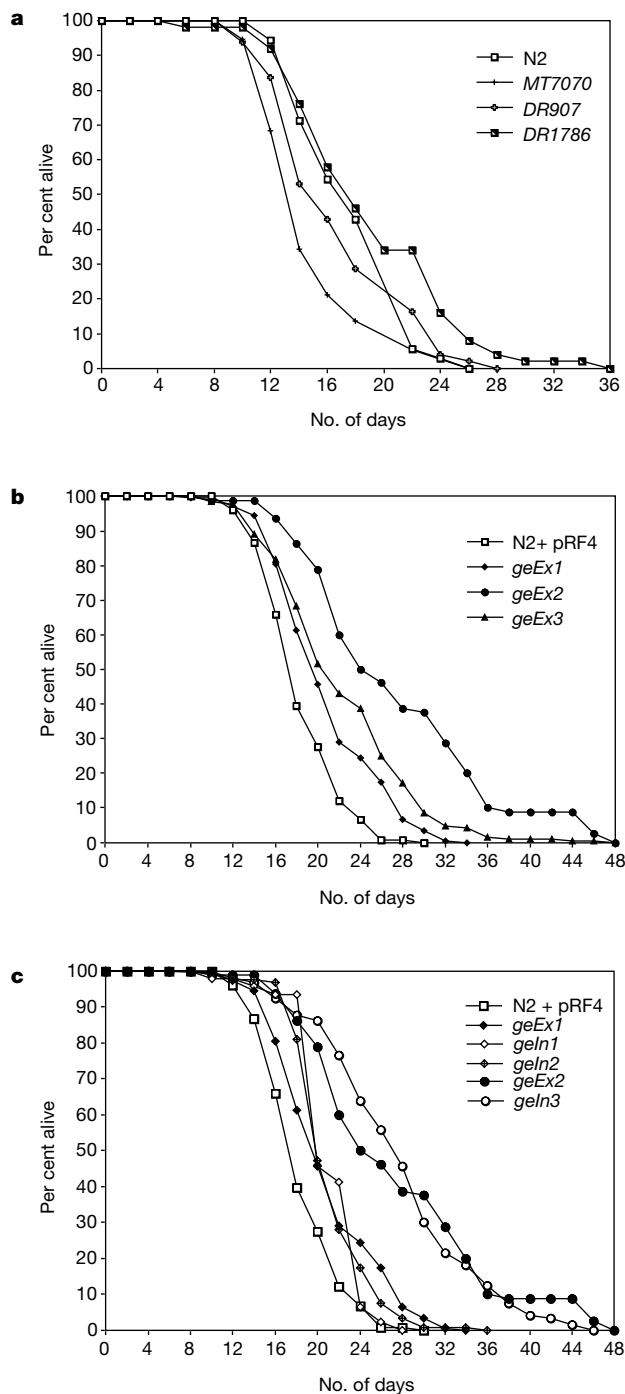 a
100
90
80
70
60
50
40
30
20
10
0
Per cent alive
N2
MT7070
DR907
DR1786
0 4 8 12 16 20 24 28 32 36
No. of days
b
100
90
80
70
60
50
40
30
20
10
0
Per cent alive
N2+ pRF4
geEx1
geEx2
geEx3
0 4 8 12 16 20 24 28 32 36 40 44 48
No. of days
c
100
90
80
70
60
50
40
30
20
10
0
Per cent alive
N2 + pRF4
geEx1
geIn1
geIn2
geEx2
geIn3
0 4 8 12 16 20 24 28 32 36 40 44 48
No. of days